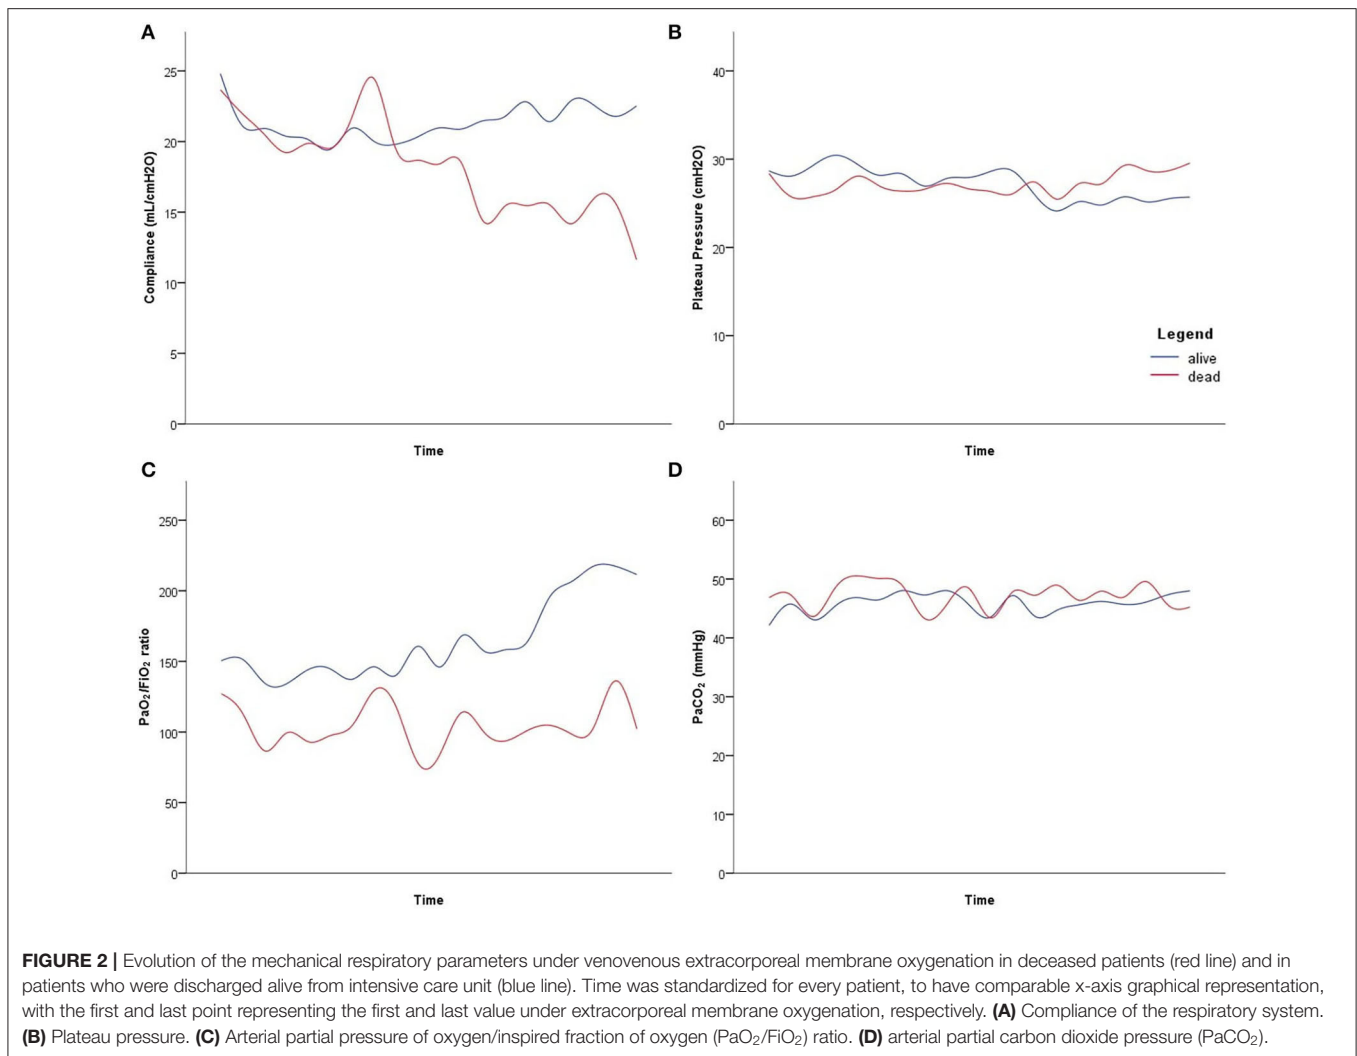 A
25
20
15
10
5
0
Compliance (mL/cmH2O)
Time
B
40
30
20
10
0
Plateau Pressure (cmH2O)
Legend
alive
dead
Time
C
250
200
150
100
50
0
PaO₂/FiO₂ ratio
Time
D
60
50
40
30
20
10
0
PaCO₂ (mmHg)
Time
FIGURE 2 | Evolution of the mechanical respiratory parameters under venovenous extracorporeal membrane oxygenation in deceased patients (red line) and in
patients who were discharged alive from intensive care unit (blue line). Time was standardized for every patient, to have comparable x-axis graphical representation,
with the first and last point representing the first and last value under extracorporeal membrane oxygenation, respectively. (A) Compliance of the respiratory system.
(B) Plateau pressure. (C) Arterial partial pressure of oxygen/inspired fraction of oxygen (PaO₂/FiO₂) ratio. (D) arterial partial carbon dioxide pressure (PaCO₂).